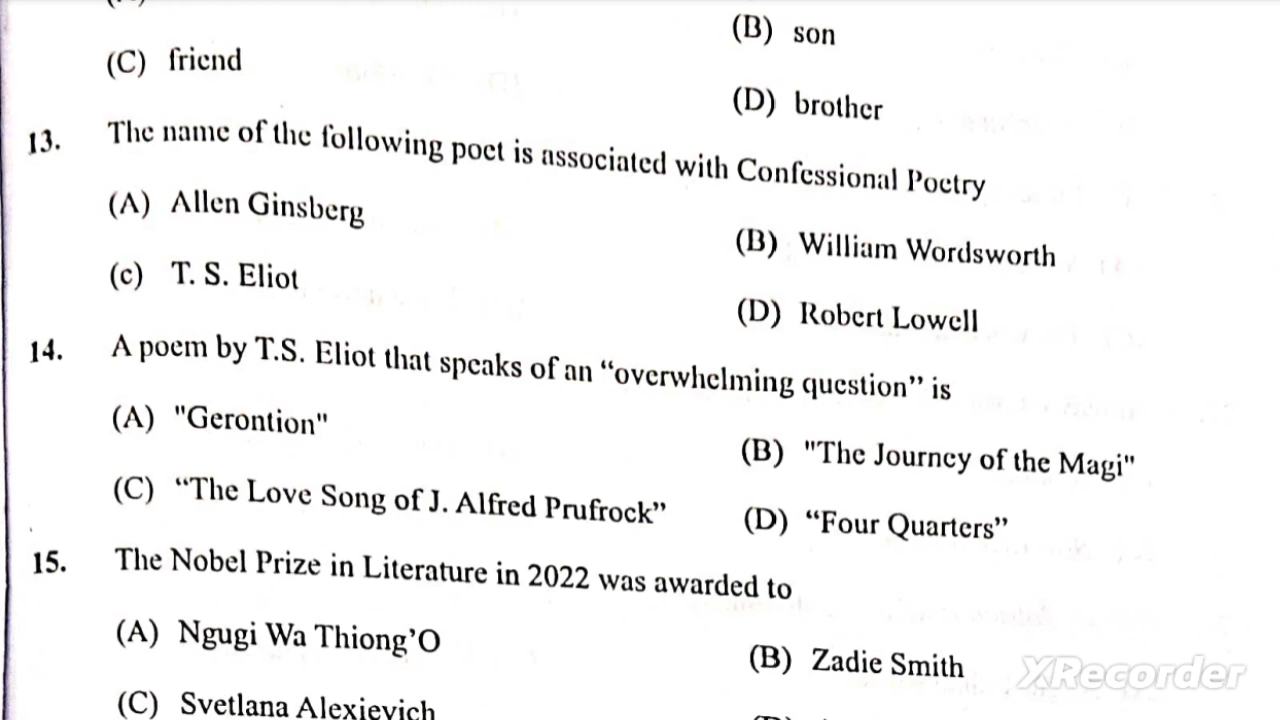 (B) son
(C) friend
(D) brother
13. The name of the following poet is associated with Confessional Poetry
(A) Allen Ginsberg
(B) William Wordsworth
(c) T. S. Eliot
(D) Robert Lowell
14. A poem by T.S. Eliot that speaks of an “overwhelming question” is
(A) "Gerontion"
(B) "The Journey of the Magi"
(C) “The Love Song of J. Alfred Prufrock”
(D) “Four Quarters”
15. The Nobel Prize in Literature in 2022 was awarded to
(A) Ngugi Wa Thiong’O
(B) Zadie Smith
(C) Svetlana Alexievich
XRecorder